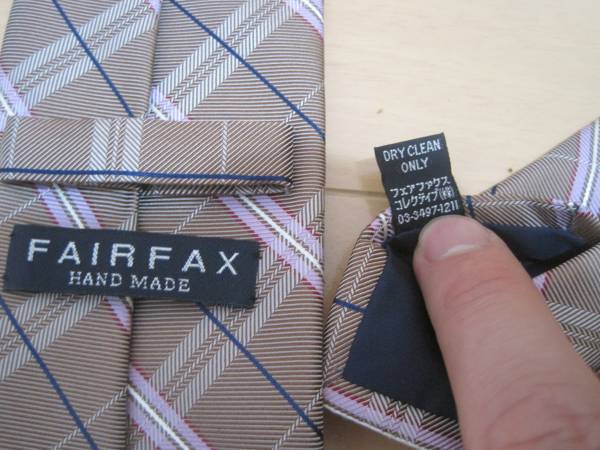 FAIRFAX
HAND MADE
DRY CLEAN
ONLY
フェアファクス
コレクティブ(株)
03-3497-1211